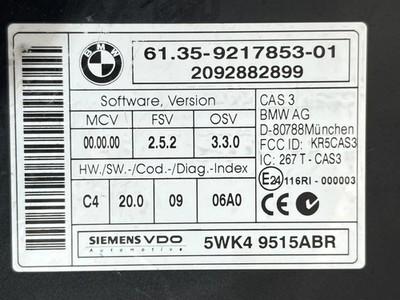 BMW
61.35-9217853-01
2092882899
Software, Version
MCV FSV OSV
00.00.00 2.5.2 3.3.0
HW./SW.-/Cod.-/Diag.-Index
C4 20.0 09 06A0
CAS 3
BMW AG
D-80788München
FCC ID: KR5CAS3
IC: 267 T - CAS3
E24 116RI - 000003
CE
SIEMENS VDO
Automotive
5WK4 9515ABR